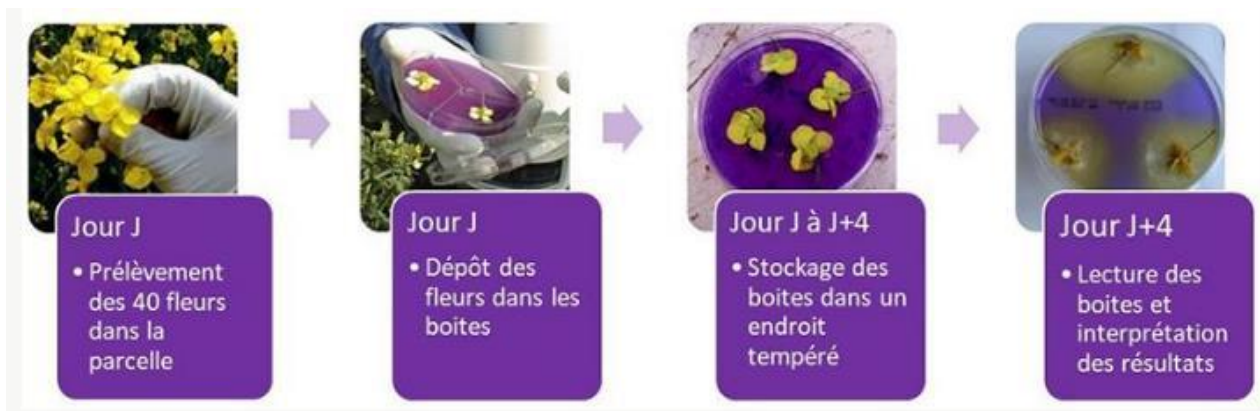 Jour J
• Prélèvement
des 40 fleurs
dans la
parcelle
Jour J
• Dépôt des
fleurs dans les
boites
Jour J à J+4
• Stockage des
boites dans un
endroit
tempéré
Jour J+4
• Lecture des
boites et
interprétation
des résultats